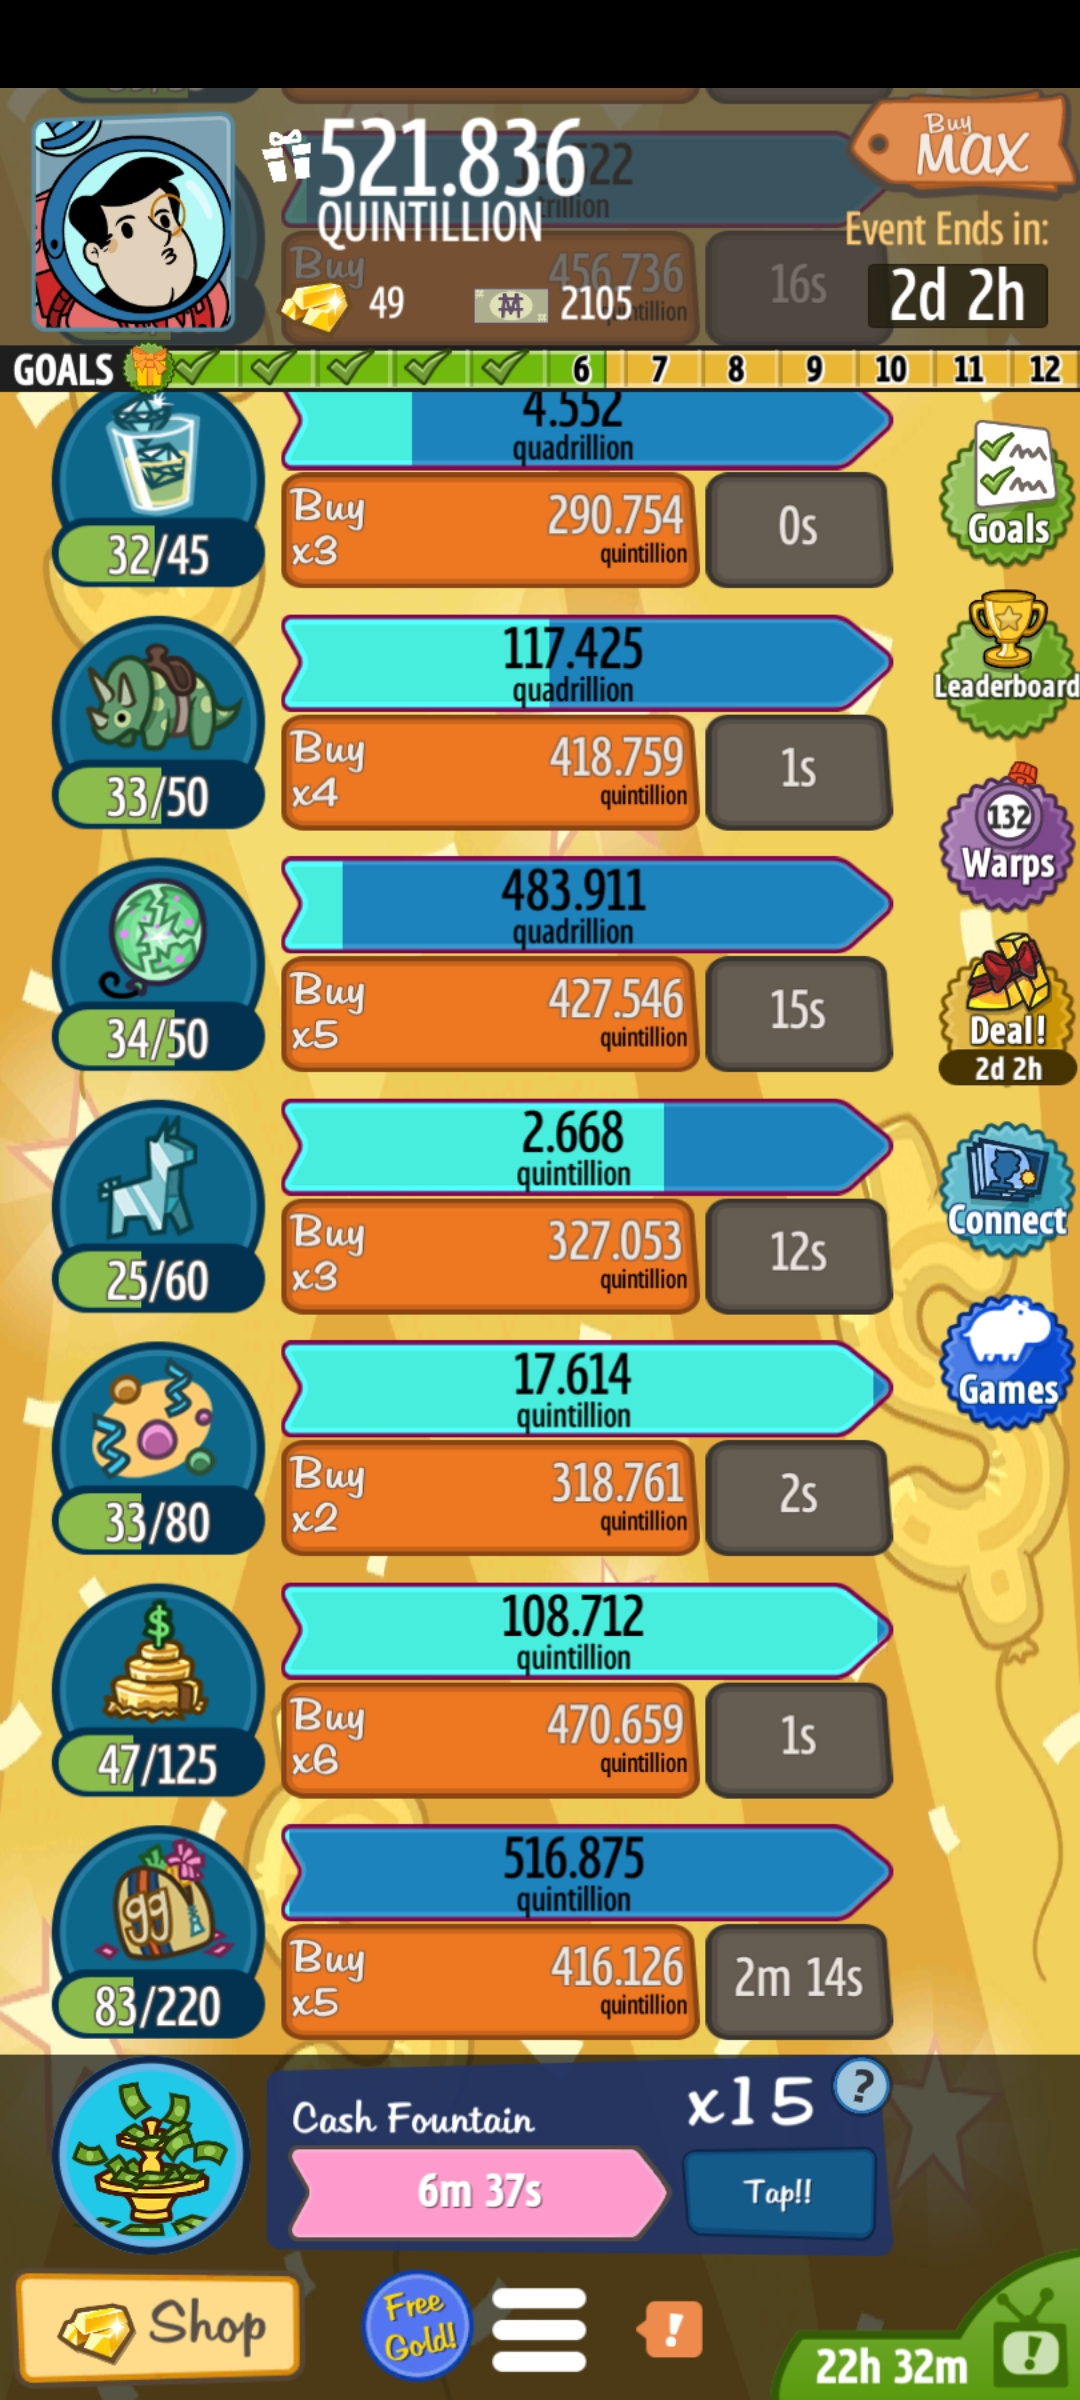 521.836
QUINTILLION
Buy
MAX
Event Ends in:
2d 2h
49
2105
Buy
456.736
16s
GOALS
6
7
8
9
10
11
12
4.552
quadrillion
32/45
Buy
x3
290.754
quintillion
0s
Goals
117.425
quadrillion
33/50
Buy
x4
418.759
quintillion
1s
Leaderboard
483.911
quadrillion
34/50
Buy
x5
427.546
quintillion
15s
132
Warps
Deal!
2d 2h
2.668
quintillion
25/60
Buy
x3
327.053
quintillion
12s
Connect
17.614
quintillion
33/80
Buy
x2
318.761
quintillion
2s
Games
$
108.712
quintillion
47/125
Buy
x6
470.659
quintillion
1s
gg
516.875
quintillion
83/220
Buy
x5
416.126
quintillion
2m 14s
Cash Fountain
x15
?
6m 37s
Tap!!
Shop
Free
Gold!
!
22h 32m
!